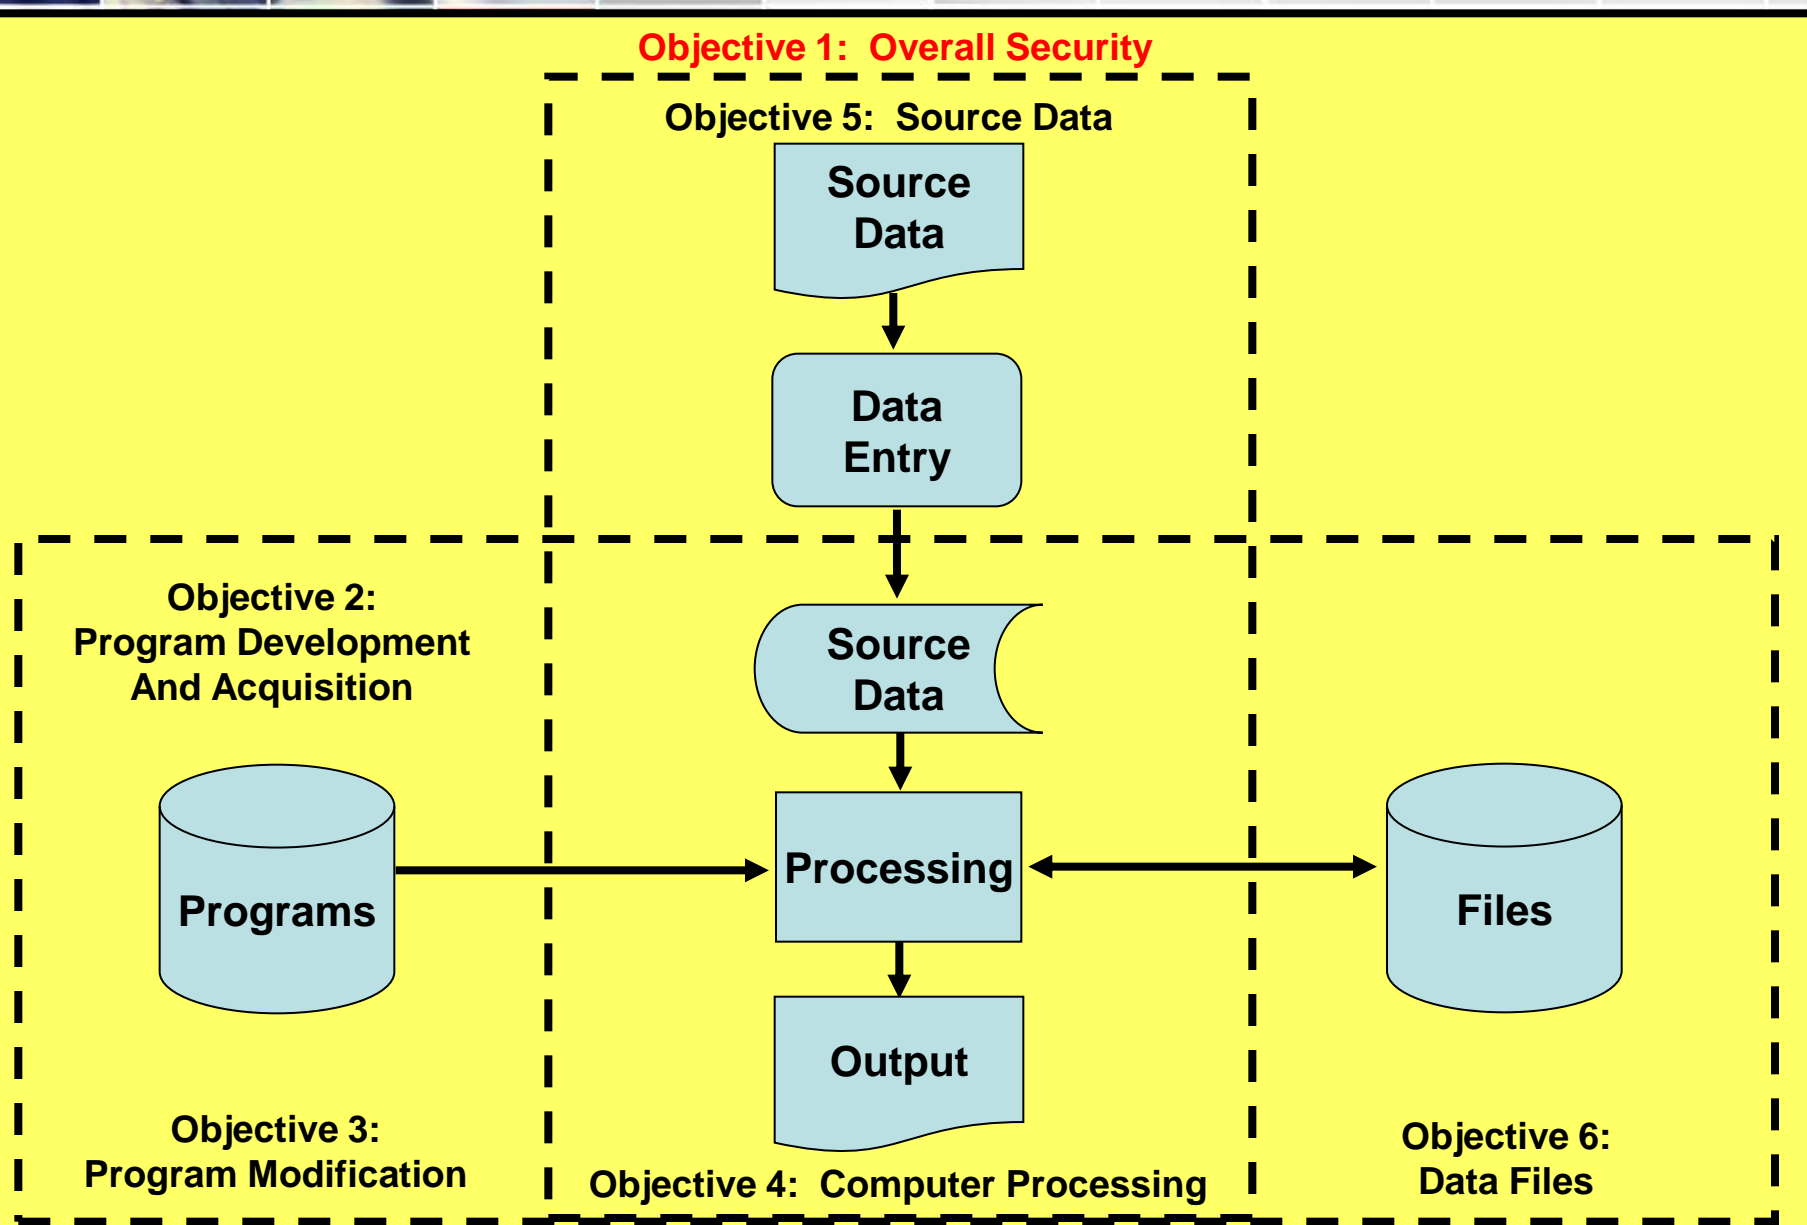 Objective 1:  Overall Security
Objective 5:  Source Data
Source
Data
Data
Entry
Objective 2:
Program Development
And Acquisition
Source
Data
Programs
Processing
Files
Output
Objective 3:
Program Modification
Objective 4:  Computer Processing
Objective 6:
Data Files